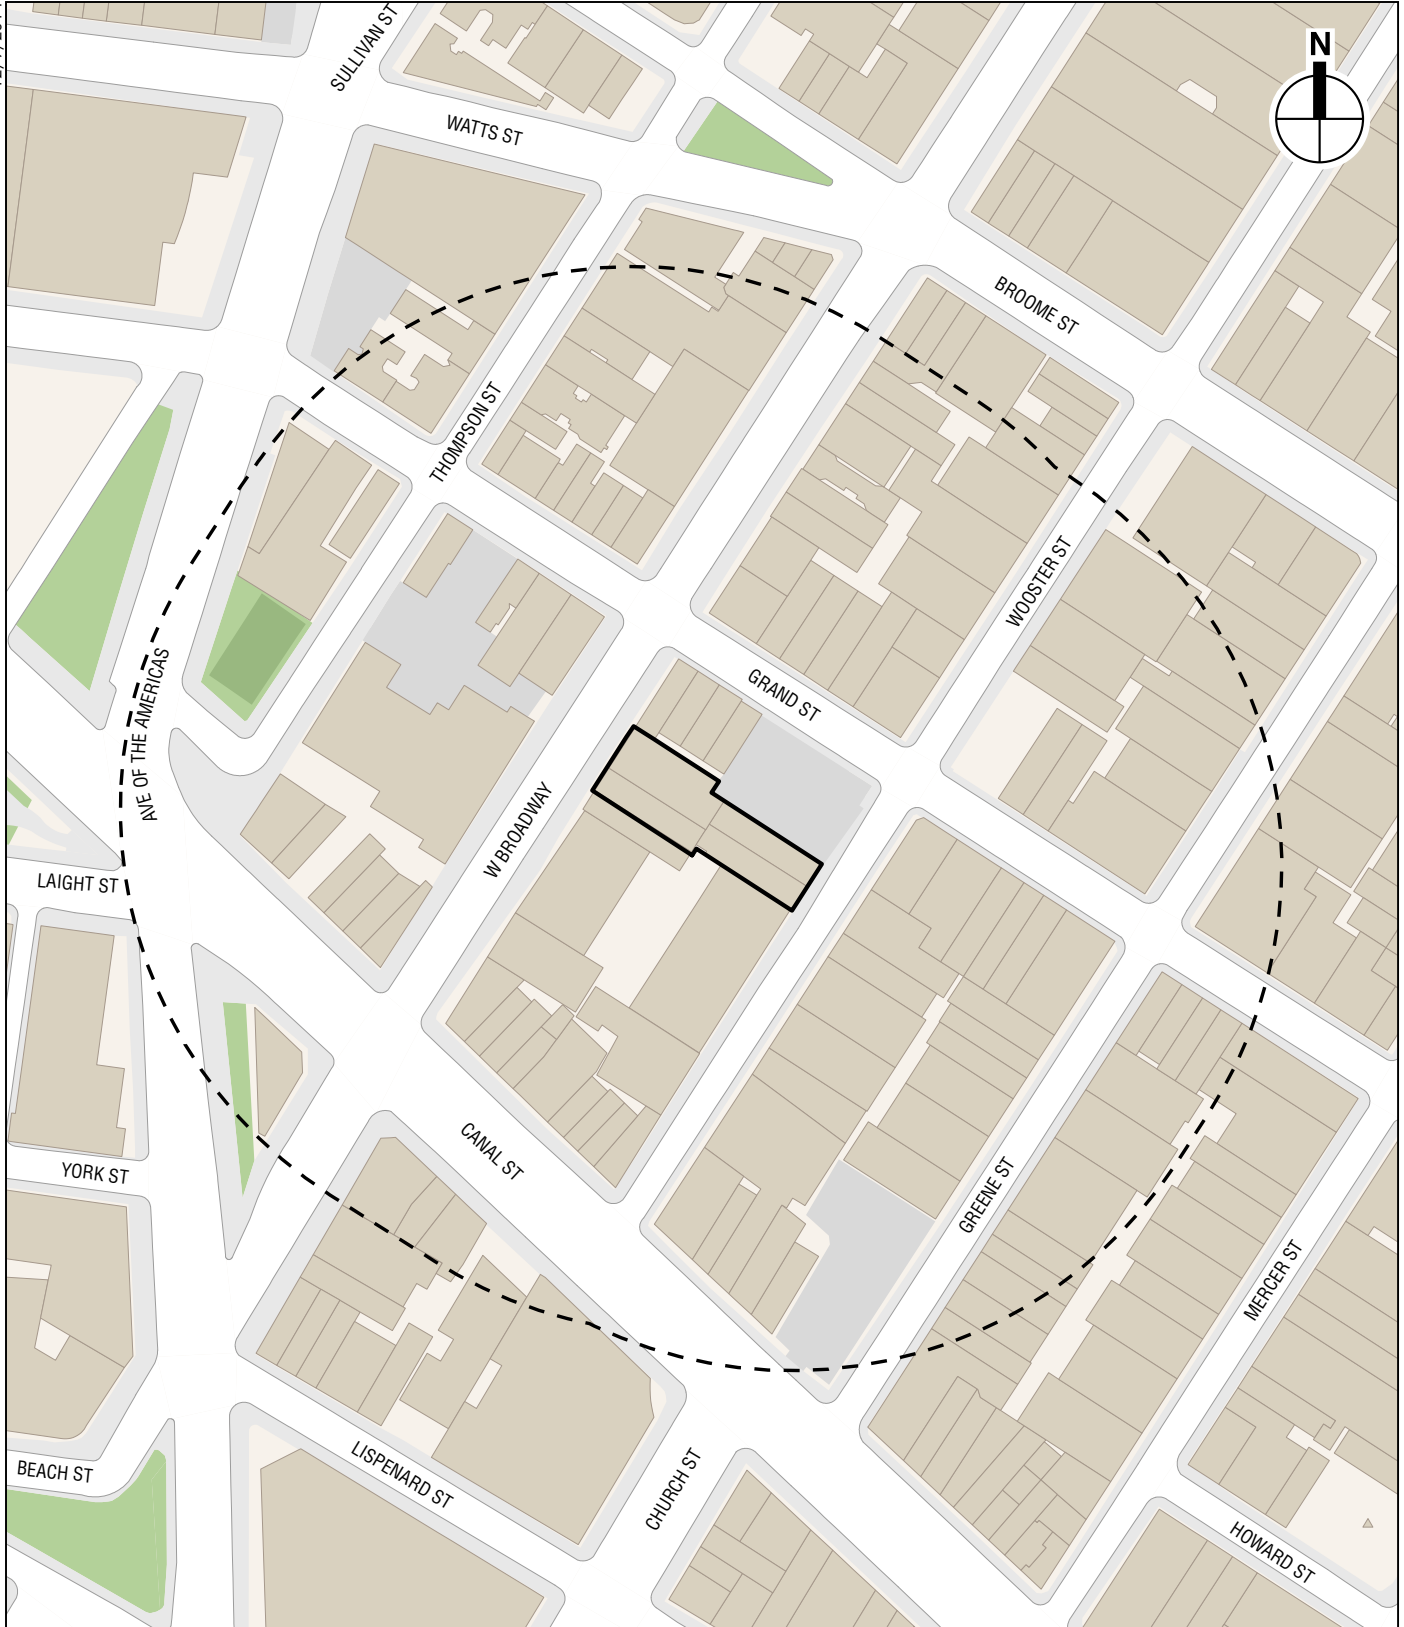 SULLIVAN ST
N
WATTS ST
BROOME ST
THOMPSON ST
WOOSTER ST
GRAND ST
AVE OF THE AMERICAS
W BROADWAY
LAIGHT ST
CANAL ST
YORK ST
GREENE ST
MERCER ST
BEACH ST
LISPENARD ST
CHURCH ST
HOWARD ST